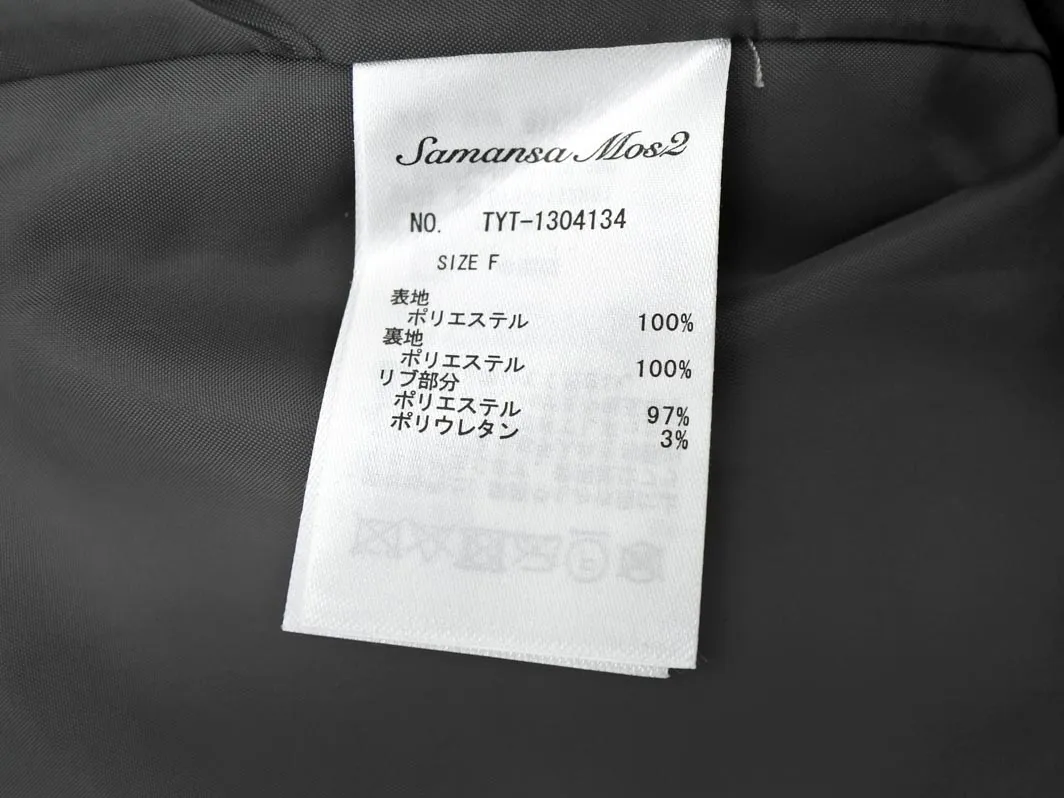 Samansa Mos2
NO. TYT-1304134
SIZE F
表地
ポリエステル 100%
裏地
ポリエステル 100%
リブ部分
ポリエステル 97%
ポリウレタン 3%